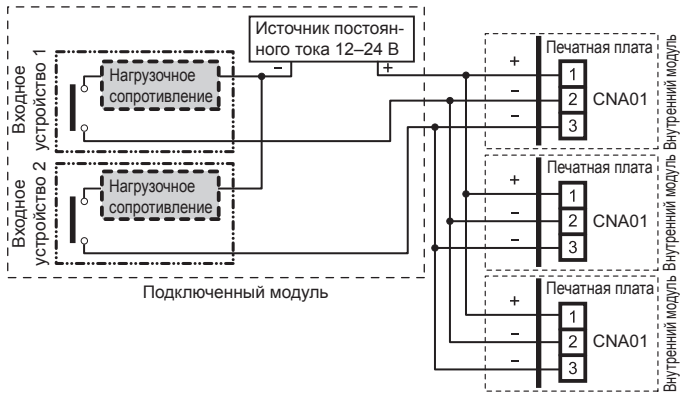 Источник постоян-
ного тока 12–24 В
– +
Входное
устройство 1
Нагрузочное
сопротивление
Входное
устройство 2
Нагрузочное
сопротивление
Подключенный модуль
Печатная плата
+ 1
– 2 CNA01
– 3
Внутренний модуль
Печатная плата
+ 1
– 2 CNA01
– 3
Внутренний модуль
Печатная плата
+ 1
– 2 CNA01
– 3
Внутренний модуль